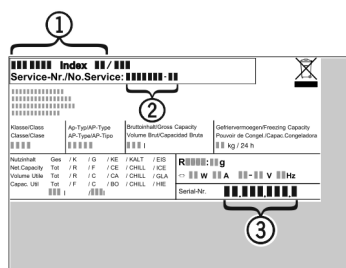 1
Index /
Service-Nr./No.Service: -
2
Klasse/Class
Classe/Clase
Ap-Typ/AP-Type
AP-Type/AP-Tipo
Bruttoinhalt/Gross Capacity
Volume Brut/Capacidad Bruta
l
Gefriervermoegen/Freezing Capacity
Pouvoir de Congel./Capac.Congeladora
kg / 24 h
Nutzinhalt Ges / K / G / KE / KALT / EIS
Net.Capacity Tot / R / F / CE / CHILL / ICE
Volume Utile Tot / R / C / CA / CHILL / GLA
Capac. Util Tot / F / C / BO / CHILL / HIE
l / l
R : g
W A - V Hz
Serial-Nr. . . .
3